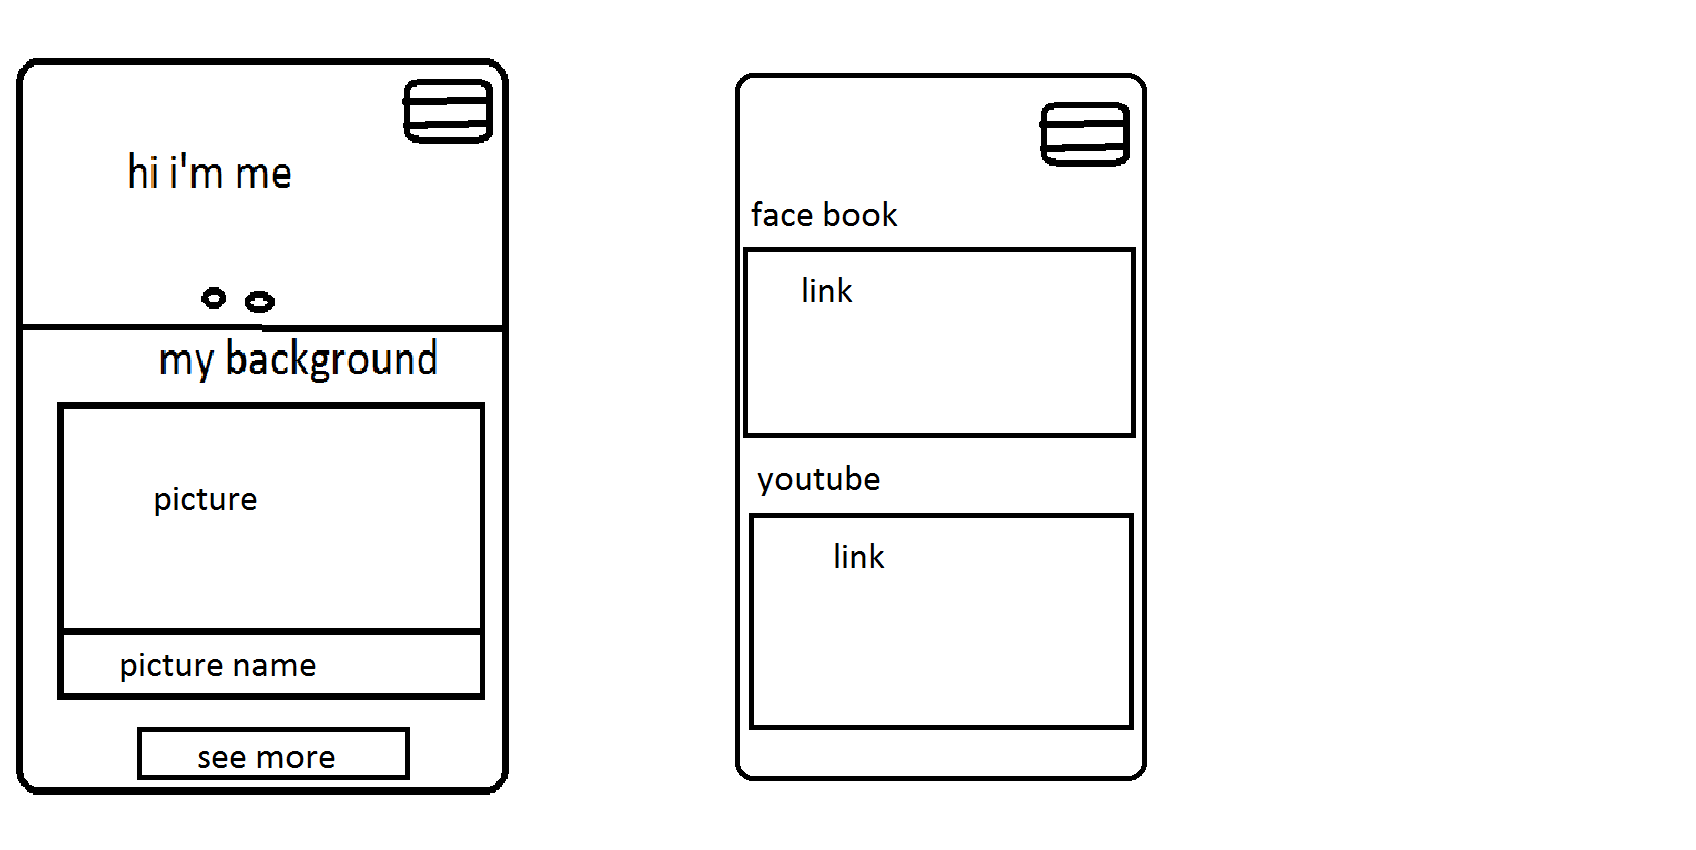 hi i'm me
my background
picture
picture name
see more
face book
link
youtube
link